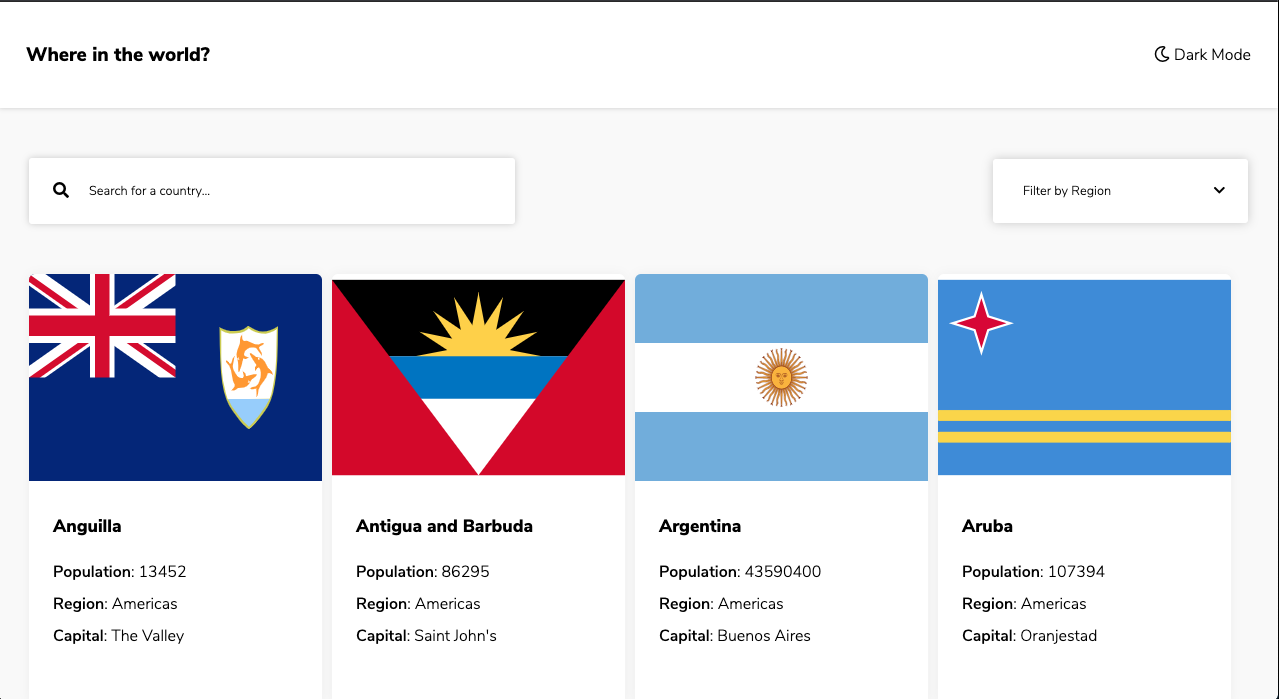 Where in the world?
Dark Mode
Search for a country...
Filter by Region
Anguilla
Population: 13452
Region: Americas
Capital: The Valley
Antigua and Barbuda
Population: 86295
Region: Americas
Capital: Saint John's
Argentina
Population: 43590400
Region: Americas
Capital: Buenos Aires
Aruba
Population: 107394
Region: Americas
Capital: Oranjestad